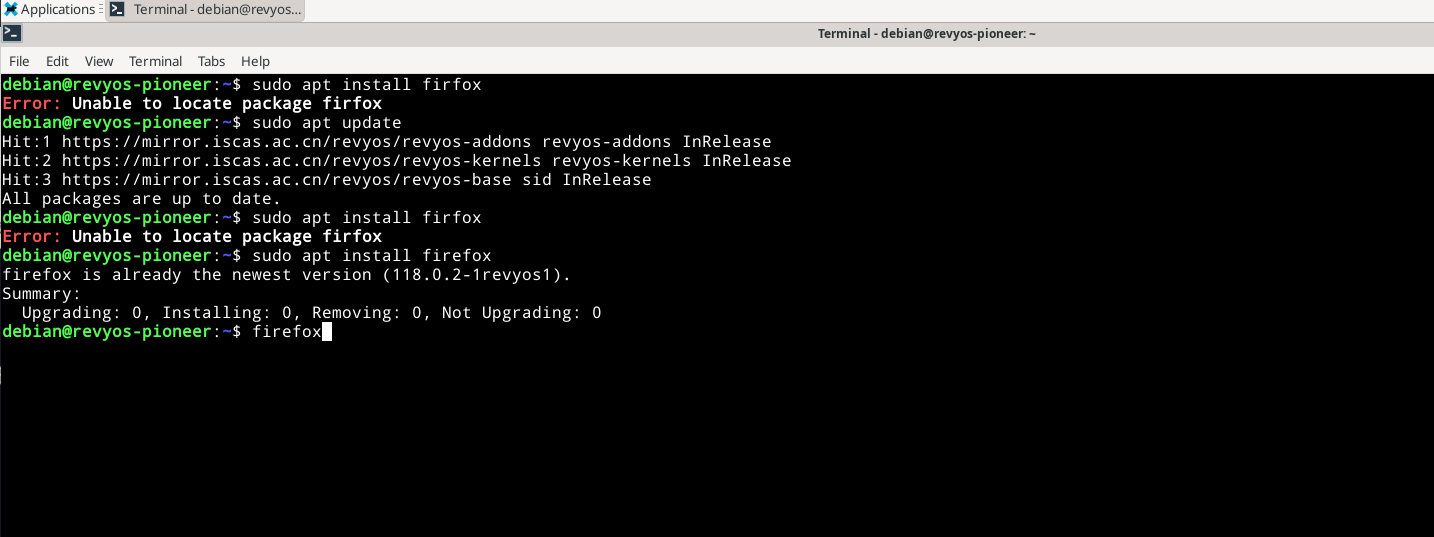 Applications
Terminal - debian@revyos...
Terminal - debian@revyos-pioneer: ~
File Edit View Terminal Tabs Help
debian@revyos-pioneer:~$ sudo apt install firfox
Error: Unable to locate package firfox
debian@revyos-pioneer:~$ sudo apt update
Hit:1 https://mirror.iscas.ac.cn/revyos/revyos-addons revyos-addons InRelease
Hit:2 https://mirror.iscas.ac.cn/revyos/revyos-kernels revyos-kernels InRelease
Hit:3 https://mirror.iscas.ac.cn/revyos/revyos-base sid InRelease
All packages are up to date.
debian@revyos-pioneer:~$ sudo apt install firfox
Error: Unable to locate package firfox
debian@revyos-pioneer:~$ sudo apt install firefox
firefox is already the newest version (118.0.2-1revyos1).
Summary:
  Upgrading: 0, Installing: 0, Removing: 0, Not Upgrading: 0
debian@revyos-pioneer:~$ firefox